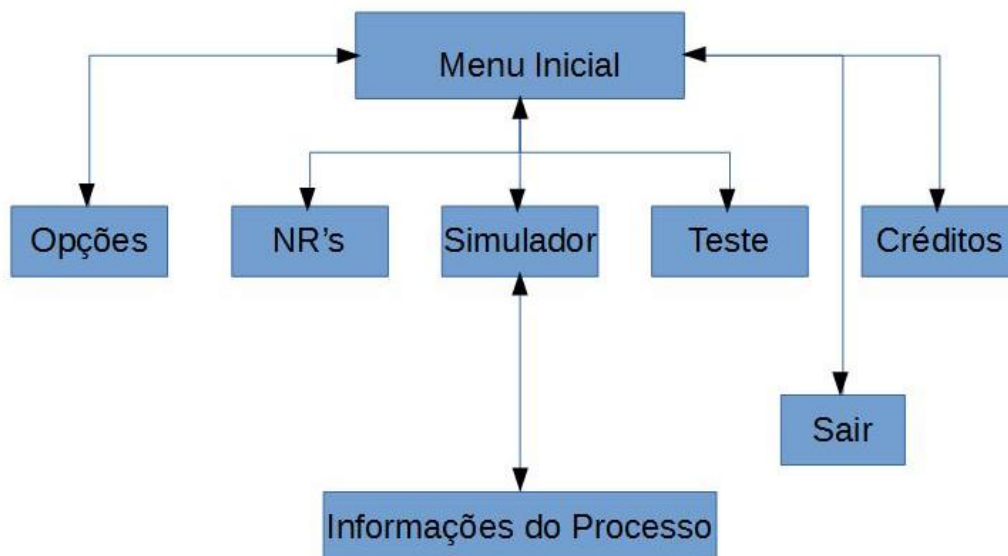 Menu Inicial
Opções
NR’s
Simulador
Teste
Créditos
Sair
Informações do Processo